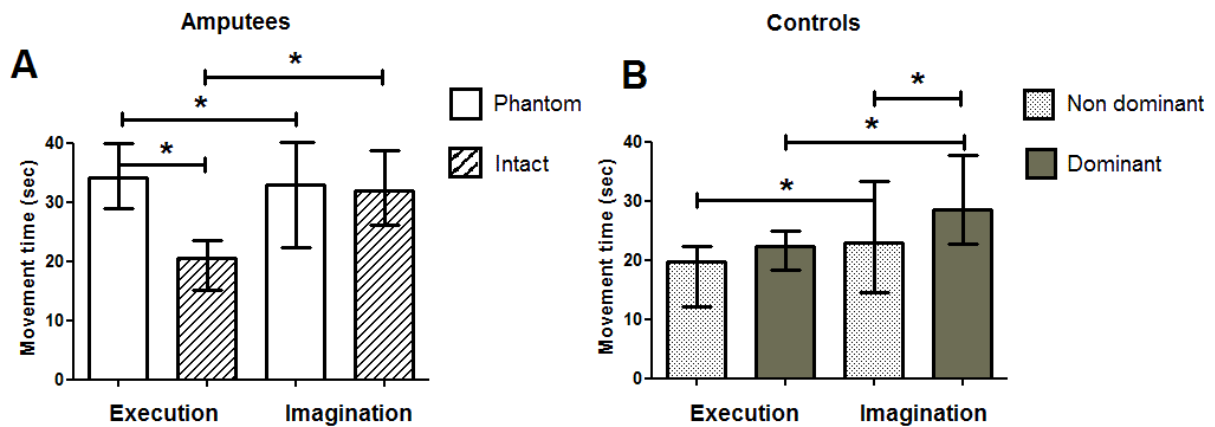 Amputees
A
*
*
*
Phantom
Intact
40
30
20
10
0
Movement time (sec)
Execution
Imagination
Controls
B
*
*
*
Non dominant
Dominant
40
30
20
10
0
Movement time (sec)
Execution
Imagination